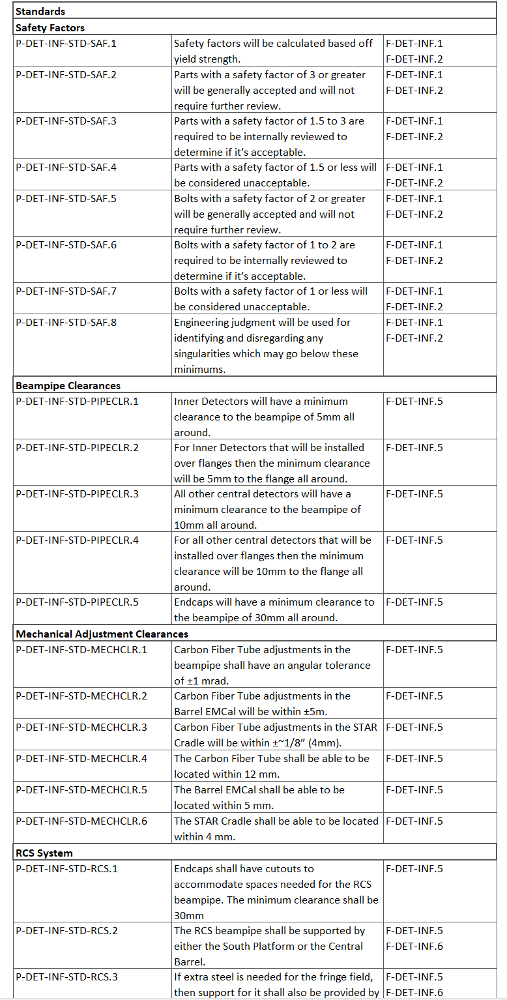 Standards
Safety Factors
P-DET-INF-STD-SAF.1 Safety factors will be calculated based off F-DET-INF.1
yield strength. F-DET-INF.2
P-DET-INF-STD-SAF.2 Parts with a safety factor of 3 or greater F-DET-INF.1
will be generally accepted and will not F-DET-INF.2
require further review.
P-DET-INF-STD-SAF.3 Parts with a safety factor of 1.5 to 3 are F-DET-INF.1
required to be internally reviewed to F-DET-INF.2
determine if it’s acceptable.
P-DET-INF-STD-SAF.4 Parts with a safety factor of 1.5 or less will F-DET-INF.1
be considered unacceptable. F-DET-INF.2
P-DET-INF-STD-SAF.5 Bolts with a safety factor of 2 or greater F-DET-INF.1
will be generally accepted and will not F-DET-INF.2
require further review.
P-DET-INF-STD-SAF.6 Bolts with a safety factor of 1 to 2 are F-DET-INF.1
required to be internally reviewed to F-DET-INF.2
determine if it’s acceptable.
P-DET-INF-STD-SAF.7 Bolts with a safety factor of 1 or less will F-DET-INF.1
be considered unacceptable. F-DET-INF.2
P-DET-INF-STD-SAF.8 Engineering judgment will be used for F-DET-INF.1
identifying and disregarding any F-DET-INF.2
singularities which may go below these
minimums.
Beampipe Clearances
P-DET-INF-STD-PIPECLR.1 Inner Detectors will have a minimum F-DET-INF.5
clearance to the beampipe of 5mm all
around.
P-DET-INF-STD-PIPECLR.2 For Inner Detectors that will be installed F-DET-INF.5
over flanges then the minimum clearance
will be 5mm to the flange all around.
P-DET-INF-STD-PIPECLR.3 All other central detectors will have a F-DET-INF.5
minimum clearance to the beampipe of
10mm all around.
P-DET-INF-STD-PIPECLR.4 For all other central detectors that will be F-DET-INF.5
installed over flanges then the minimum
clearance will be 10mm to the flange all
around.
P-DET-INF-STD-PIPECLR.5 Endcaps will have a minimum clearance to F-DET-INF.5
the beampipe of 30mm all around.
Mechanical Adjustment Clearances
P-DET-INF-STD-MECHCLR.1 Carbon Fiber Tube adjustments in the F-DET-INF.5
beampipe shall have an angular tolerance
of ±1 mrad.
P-DET-INF-STD-MECHCLR.2 Carbon Fiber Tube adjustments in the F-DET-INF.5
Barrel EMCal will be within ±5m.
P-DET-INF-STD-MECHCLR.3 Carbon Fiber Tube adjustments in the STAR F-DET-INF.5
Cradle will be within ±~1/8” (4mm).
P-DET-INF-STD-MECHCLR.4 The Carbon Fiber Tube shall be able to be F-DET-INF.5
located within 12 mm.
P-DET-INF-STD-MECHCLR.5 The Barrel EMCal shall be able to be F-DET-INF.5
located within 5 mm.
P-DET-INF-STD-MECHCLR.6 The STAR Cradle shall be able to be located F-DET-INF.5
within 4 mm.
RCS System
P-DET-INF-STD-RCS.1 Endcaps shall have cutouts to F-DET-INF.5
accommodate spaces needed for the RCS
beampipe. The minimum clearance shall be
30mm
P-DET-INF-STD-RCS.2 The RCS beampipe shall be supported by F-DET-INF.5
either the South Platform or the Central F-DET-INF.6
Barrel.
P-DET-INF-STD-RCS.3 If extra steel is needed for the fringe field, F-DET-INF.5
then support for it shall also be provided by F-DET-INF.6